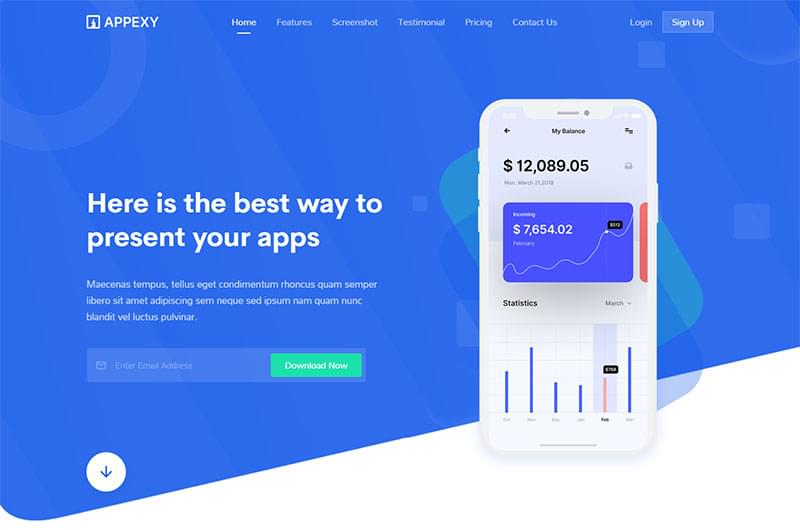 APPEXY
Home
Features
Screenshot
Testimonial
Pricing
Contact Us
Login
Sign Up
Here is the best way to
present your apps
Maecenas tempus, tellus eget condimentum rhoncus quam semper
libero sit amet adipiscing sem neque sed ipsum nam quam nunc
blandit vel luctus pulvinar.
Enter Email Address
Download Now
My Balance
$ 12,089.05
Mon. March 21,2019
Incoming
$ 7,654.02
February
$512
Statistics
March
$768
Oct
Nov
Dec
Jan
Feb
Mar